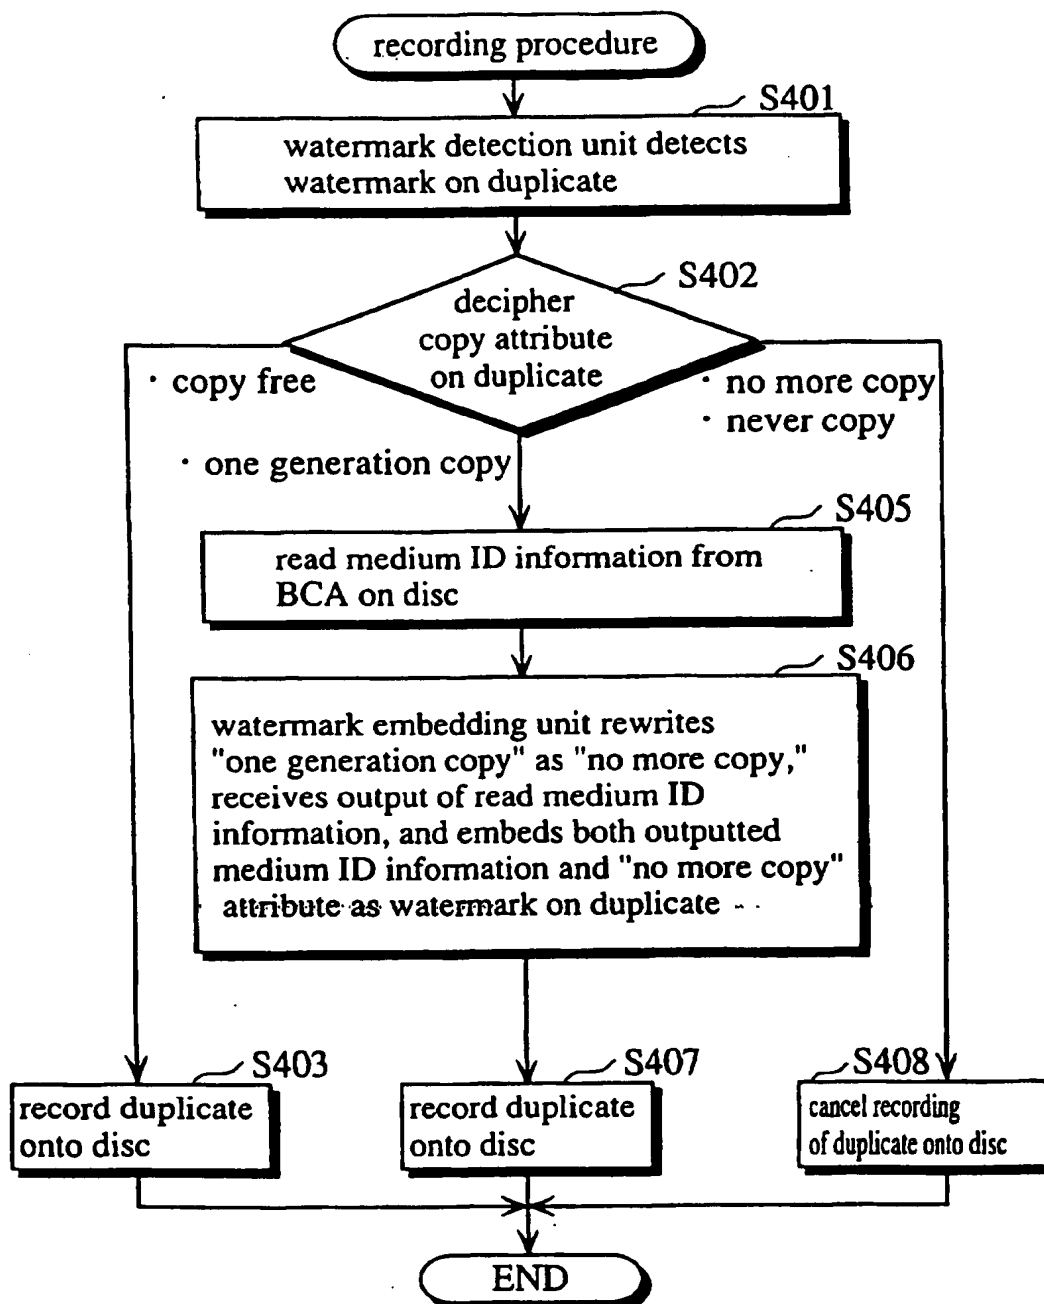 recording procedure
S401
watermark detection unit detects
watermark on duplicate
S402
decipher
copy attribute
on duplicate
· copy free
· no more copy
· never copy
· one generation copy
S405
read medium ID information from
BCA on disc
S406
watermark embedding unit rewrites
"one generation copy" as "no more copy,"
receives output of read medium ID
information, and embeds both outputted
medium ID information and "no more copy"
attribute as watermark on duplicate
S403
record duplicate
onto disc
S407
record duplicate
onto disc
S408
cancel recording
of duplicate onto disc
END